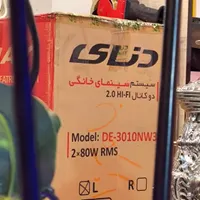 دنای
سیستم سینمای خانگی
دو کانال 2.0 HI-FI
Model: DE-3010NW3
2×80W RMS
L R